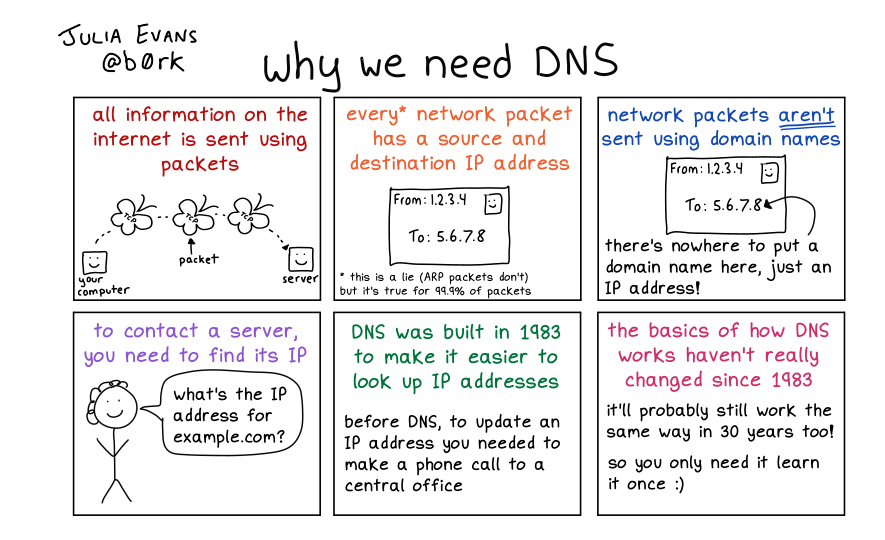 JULIA EVANS
@b0rk
why we need DNS
all information on the
internet is sent using
packets
TCP
TCP
TCP
packet
your
computer
server
every* network packet
has a source and
destination IP address
From: 1.2.3.4
To: 5.6.7.8
* this is a lie (ARP packets don't)
but it's true for 99.9% of packets
network packets aren't
sent using domain names
From: 1.2.3.4
To: 5.6.7.8
there's nowhere to put a
domain name here, just an
IP address!
to contact a server,
you need to find its IP
what's the IP
address for
example.com?
DNS was built in 1983
to make it easier to
look up IP addresses
before DNS, to update an
IP address you needed to
make a phone call to a
central office
the basics of how DNS
works haven't really
changed since 1983
it'll probably still work the
same way in 30 years too!
so you only need it learn
it once :)